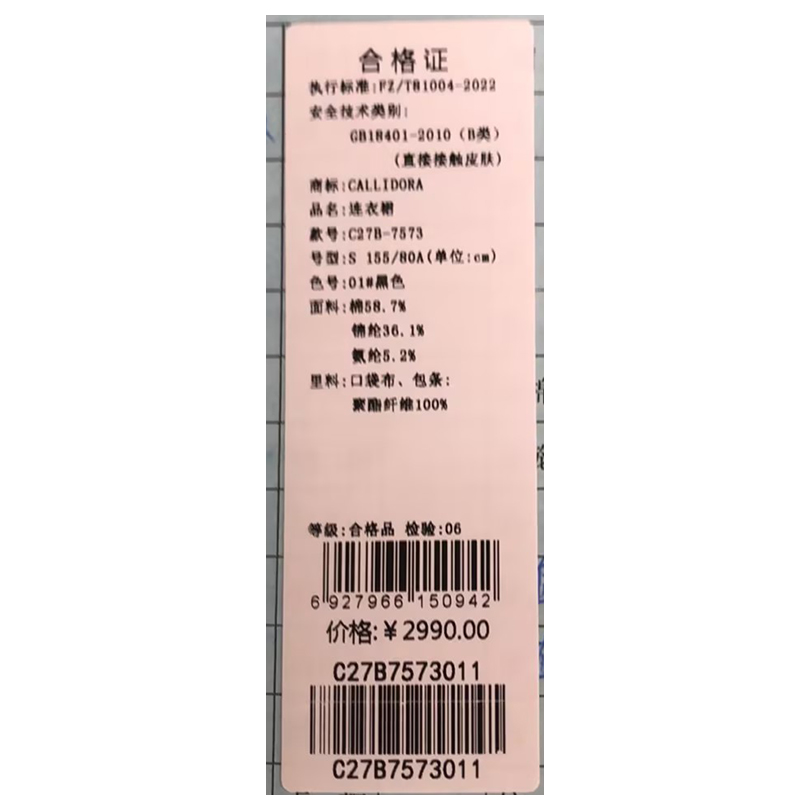 合格证
执行标准:FZ/T81004-2022
安全技术类别:
GB18401-2010（B类）
(直接接触皮肤)
商标:CALLIDORA
品名:连衣裙
款号:C27B-7573
号型:S 155/80A(单位:cm)
色号:01#黑色
面料:棉58.7%
锦纶36.1%
氨纶5.2%
里料:口袋布、包条:
聚酯纤维100%
等级:合格品 检验:06
6 927966 150942
价格:¥2990.00
C27B7573011
C27B7573011